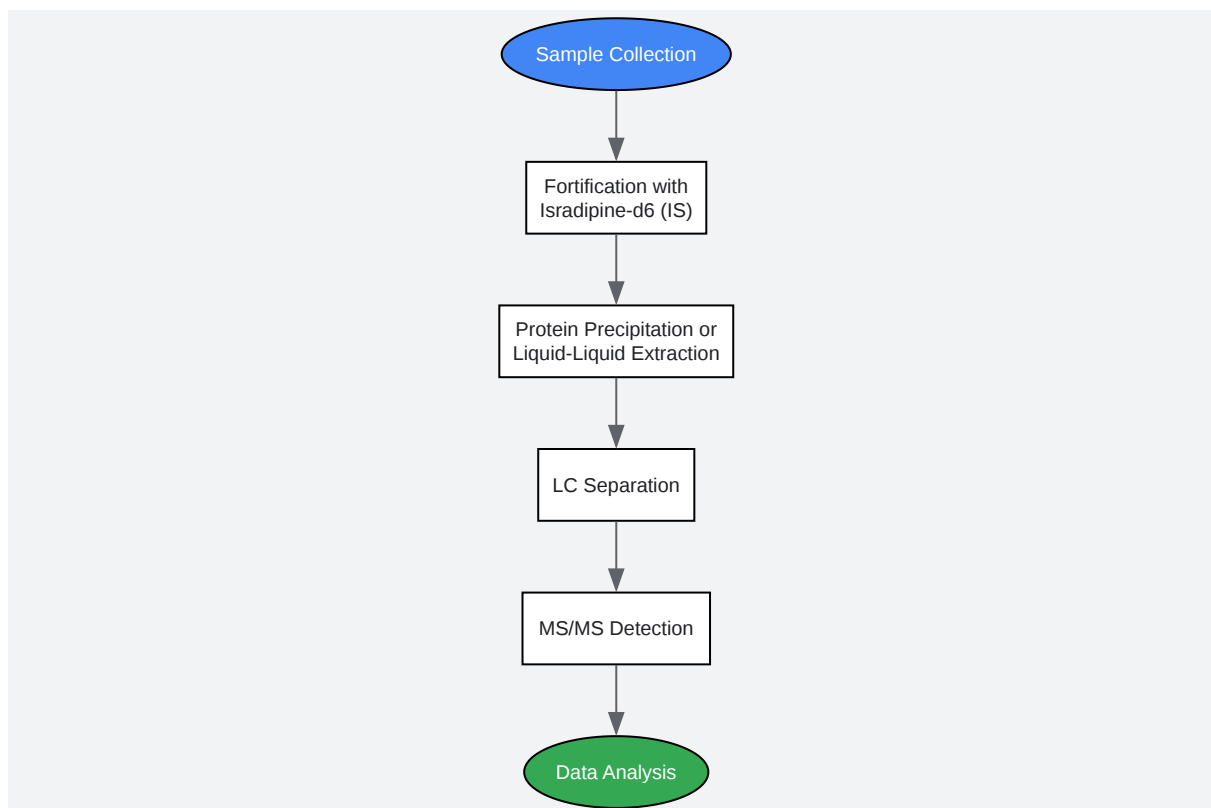 Sample Collection
Fortification with
Isradipine-d6 (IS)
Protein Precipitation or
Liquid-Liquid Extraction
LC Separation
MS/MS Detection
Data Analysis